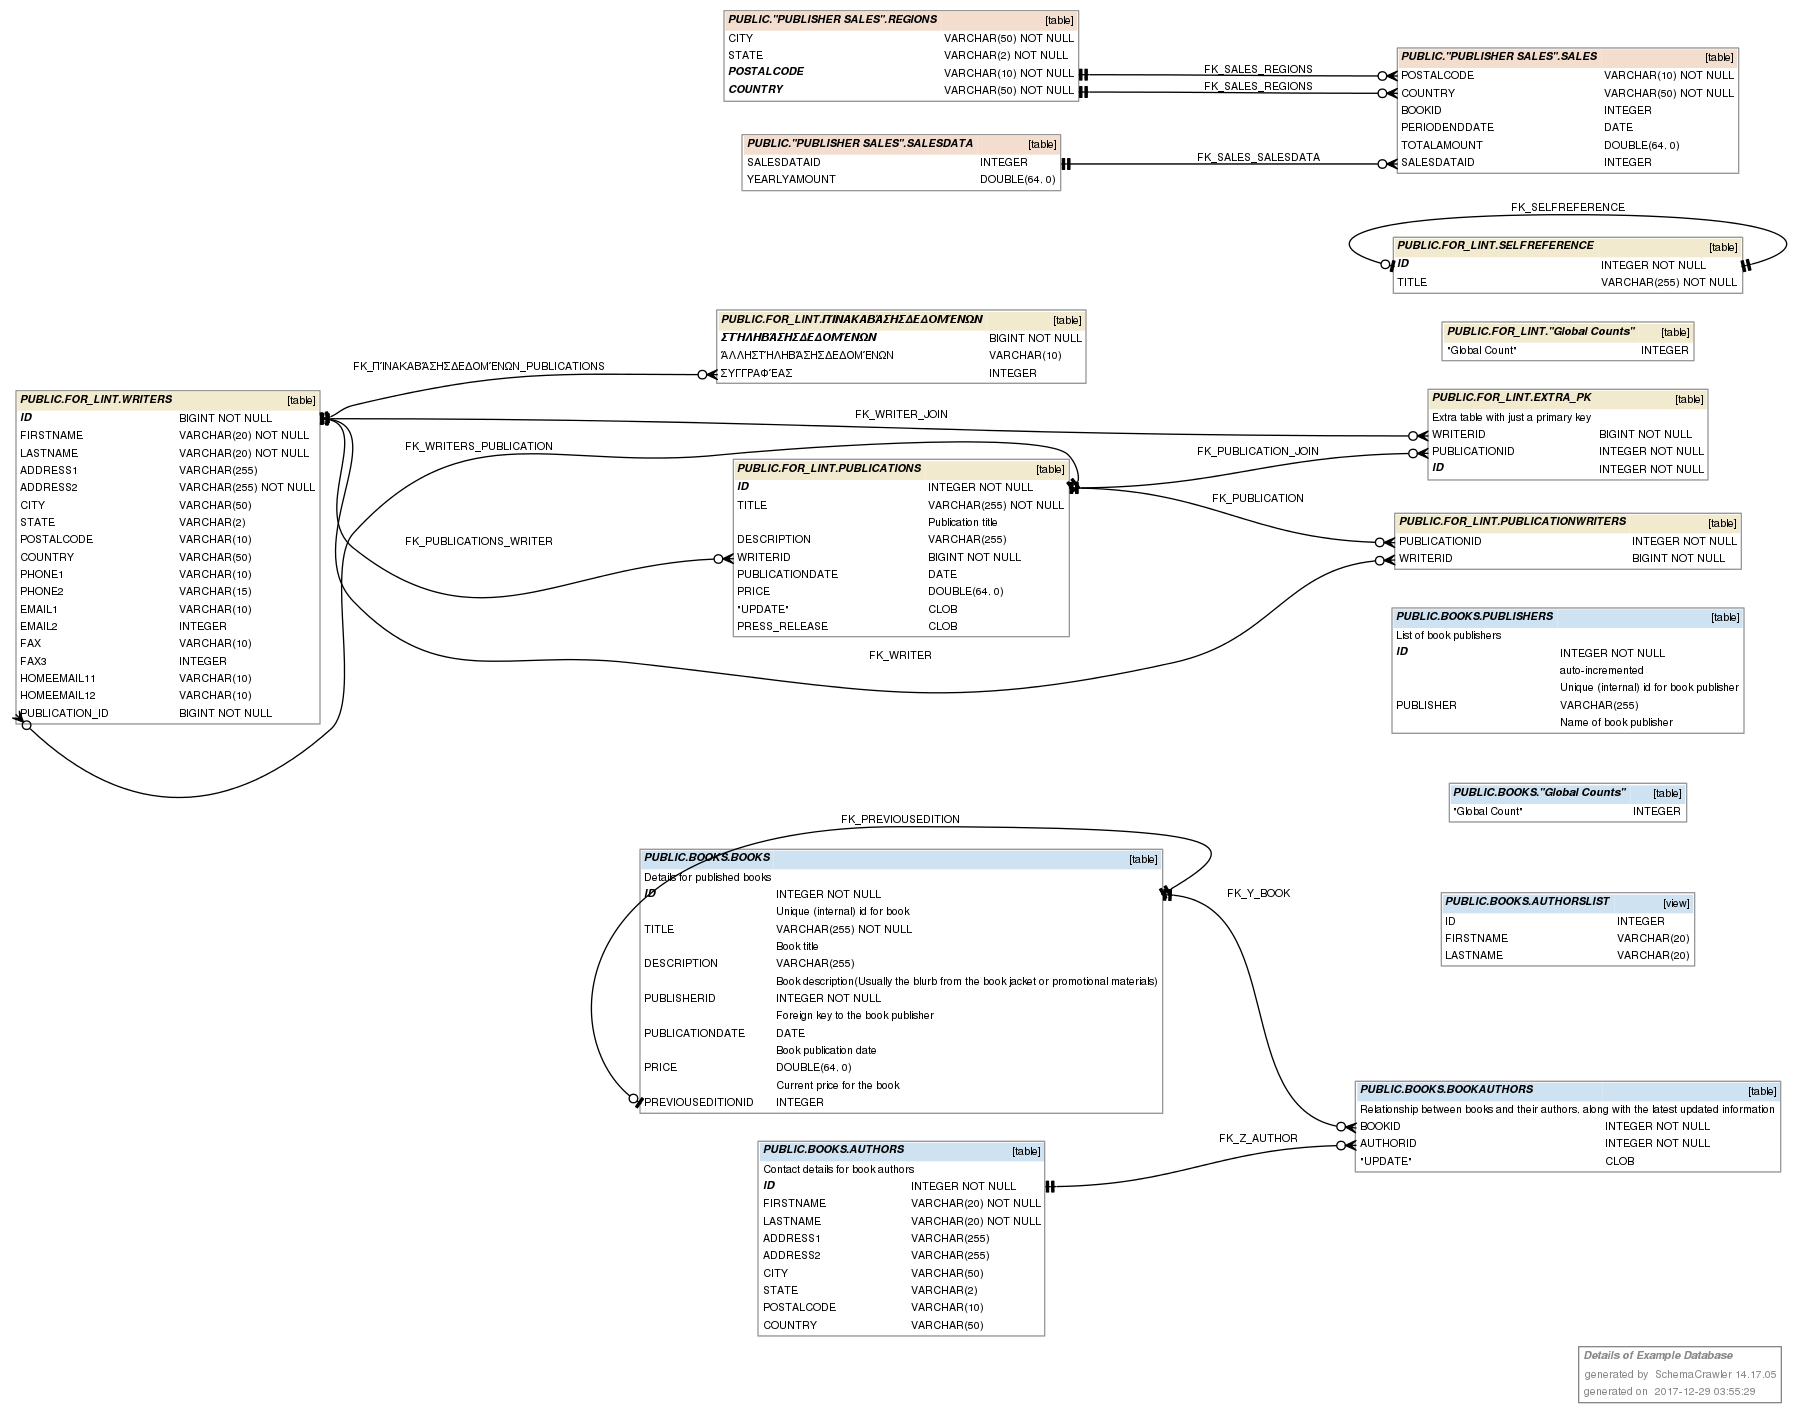 PUBLIC."PUBLISHER SALES".REGIONS [table]
CITY VARCHAR(50) NOT NULL
STATE VARCHAR(2) NOT NULL
POSTALCODE VARCHAR(10) NOT NULL
COUNTRY VARCHAR(50) NOT NULL
FK_SALES_REGIONS
FK_SALES_REGIONS
PUBLIC."PUBLISHER SALES".SALES [table]
POSTALCODE VARCHAR(10) NOT NULL
COUNTRY VARCHAR(50) NOT NULL
BOOKID INTEGER
PERIODENDDATE DATE
TOTALAMOUNT DOUBLE(64, 0)
SALESDATAID INTEGER
PUBLIC."PUBLISHER SALES".SALESDATA [table]
SALESDATAID INTEGER
YEARLYAMOUNT DOUBLE(64, 0)
FK_SALES_SALESDATA
FK_SELFREFERENCE
PUBLIC.FOR_LINT.SELFREFERENCE [table]
ID INTEGER NOT NULL
TITLE VARCHAR(255) NOT NULL
PUBLIC.FOR_LINT.ΠΊΝΑΚΑΒΆΣΗΣΔΕΔΟΜΈΝΩΝ [table]
ΣΤΉΛΗΒΆΣΗΣΔΕΔΟΜΈΝΩΝ BIGINT NOT NULL
ΆΛΛΗΣΤΉΛΗΒΆΣΗΣΔΕΔΟΜΈΝΩΝ VARCHAR(10)
ΣΥΓΓΡΑΦΈΑΣ INTEGER
PUBLIC.FOR_LINT."Global Counts" [table]
"Global Count" INTEGER
FK_ΠΊΝΑΚΑΒΆΣΗΣΔΕΔΟΜΈΝΩΝ_PUBLICATIONS
PUBLIC.FOR_LINT.WRITERS [table]
ID BIGINT NOT NULL
FIRSTNAME VARCHAR(20) NOT NULL
LASTNAME VARCHAR(20) NOT NULL
ADDRESS1 VARCHAR(255)
ADDRESS2 VARCHAR(255) NOT NULL
CITY VARCHAR(50)
STATE VARCHAR(2)
POSTALCODE VARCHAR(10)
COUNTRY VARCHAR(50)
PHONE1 VARCHAR(10)
PHONE2 VARCHAR(15)
EMAIL1 VARCHAR(10)
EMAIL2 INTEGER
FAX VARCHAR(10)
FAX3 INTEGER
HOMEEMAIL11 VARCHAR(10)
HOMEEMAIL12 VARCHAR(10)
PUBLICATION_ID BIGINT NOT NULL
FK_WRITER_JOIN
FK_WRITERS_PUBLICATION
FK_PUBLICATIONS_WRITER
FK_WRITER
PUBLIC.FOR_LINT.PUBLICATIONS [table]
ID INTEGER NOT NULL
TITLE VARCHAR(255) NOT NULL
Publication title
DESCRIPTION VARCHAR(255)
WRITERID BIGINT NOT NULL
PUBLICATIONDATE DATE
PRICE DOUBLE(64, 0)
"UPDATE" CLOB
PRESS_RELEASE CLOB
FK_PUBLICATION_JOIN
FK_PUBLICATION
PUBLIC.FOR_LINT.EXTRA_PK [table]
Extra table with just a primary key
WRITERID BIGINT NOT NULL
PUBLICATIONID INTEGER NOT NULL
ID INTEGER NOT NULL
PUBLIC.FOR_LINT.PUBLICATIONWRITERS [table]
PUBLICATIONID INTEGER NOT NULL
WRITERID BIGINT NOT NULL
PUBLIC.BOOKS.PUBLISHERS [table]
List of book publishers
ID INTEGER NOT NULL
auto-incremented
Unique (internal) id for book publisher
PUBLISHER VARCHAR(255)
Name of book publisher
PUBLIC.BOOKS."Global Counts" [table]
"Global Count" INTEGER
FK_PREVIOUSEDITION
PUBLIC.BOOKS.BOOKS [table]
Details for published books
ID INTEGER NOT NULL
Unique (internal) id for book
TITLE VARCHAR(255) NOT NULL
Book title
DESCRIPTION VARCHAR(255)
Book description(Usually the blurb from the book jacket or promotional materials)
PUBLISHERID INTEGER NOT NULL
Foreign key to the book publisher
PUBLICATIONDATE DATE
Book publication date
PRICE DOUBLE(64, 0)
Current price for the book
PREVIOUSEDITIONID INTEGER
FK_Y_BOOK
PUBLIC.BOOKS.AUTHORSLIST [view]
ID INTEGER
FIRSTNAME VARCHAR(20)
LASTNAME VARCHAR(20)
PUBLIC.BOOKS.BOOKAUTHORS [table]
Relationship between books and their authors, along with the latest updated information
BOOKID INTEGER NOT NULL
AUTHORID INTEGER NOT NULL
"UPDATE" CLOB
FK_Z_AUTHOR
PUBLIC.BOOKS.AUTHORS [table]
Contact details for book authors
ID INTEGER NOT NULL
FIRSTNAME VARCHAR(20) NOT NULL
LASTNAME VARCHAR(20) NOT NULL
ADDRESS1 VARCHAR(255)
ADDRESS2 VARCHAR(255)
CITY VARCHAR(50)
STATE VARCHAR(2)
POSTALCODE VARCHAR(10)
COUNTRY VARCHAR(50)
Details of Example Database
generated by SchemaCrawler 14.17.05
generated on 2017-12-29 03:55:29